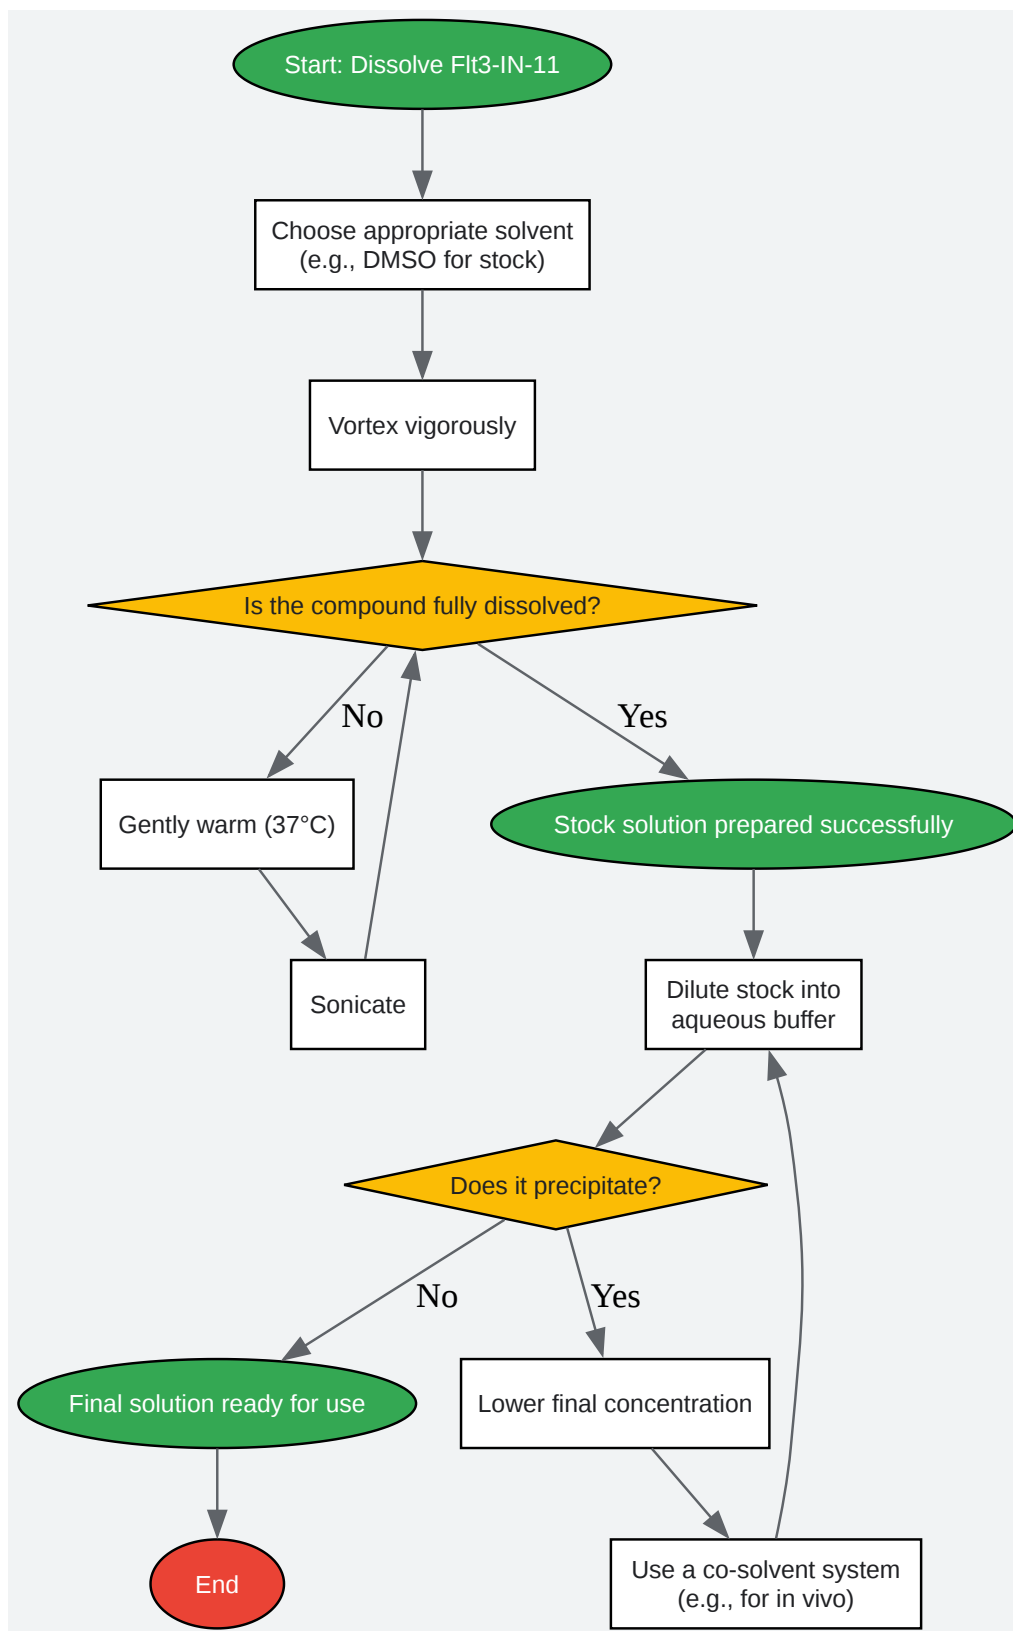 Start: Dissolve Flt3-IN-11
Choose appropriate solvent
(e.g., DMSO for stock)
Vortex vigorously
Is the compound fully dissolved?
No
Yes
Gently warm (37°C)
Stock solution prepared successfully
Sonicate
Dilute stock into
aqueous buffer
Does it precipitate?
No
Yes
Final solution ready for use
Lower final concentration
End
Use a co-solvent system
(e.g., for in vivo)